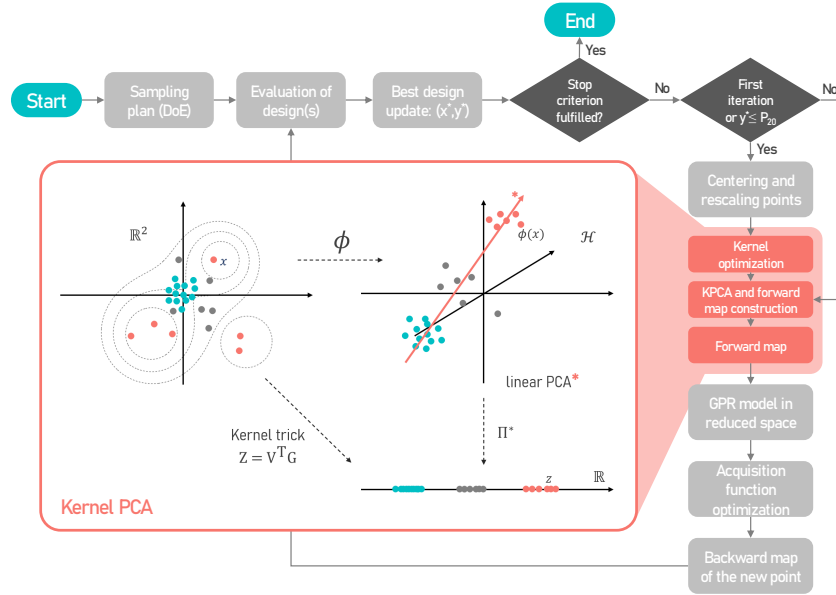 End
Yes
Start
Sampling
plan (DoE)
Evaluation of
design(s)
Best design
update: (x*,y*)
Stop
criterion
fulfilled?
No
First
iteration
or y* ≤ P20
No
Yes
Centering and
rescaling points
Kernel
optimization
KPCA and forward
map construction
Forward map
GPR model in
reduced space
Acquisition
function
optimization
Backward map
of the new point
ℝ²
x
ϕ
*
ϕ(x)
ℋ
linear PCA*
Kernel trick
Z = VᵀG
Π*
z
ℝ
Kernel PCA